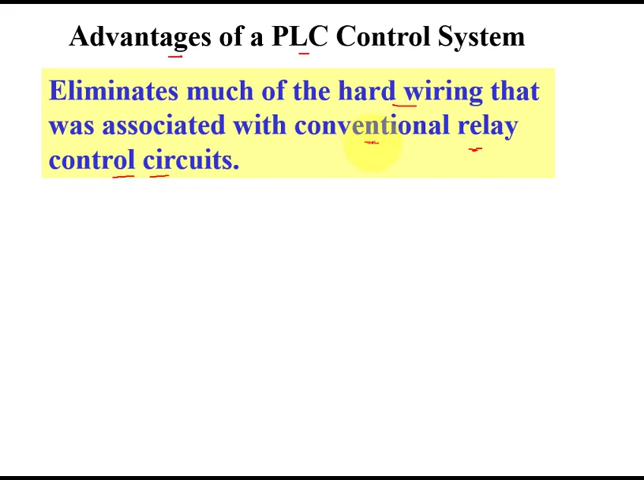 Advantages of a PLC Control System
Eliminates much of the hard wiring that
was associated with conventional relay
control circuits.